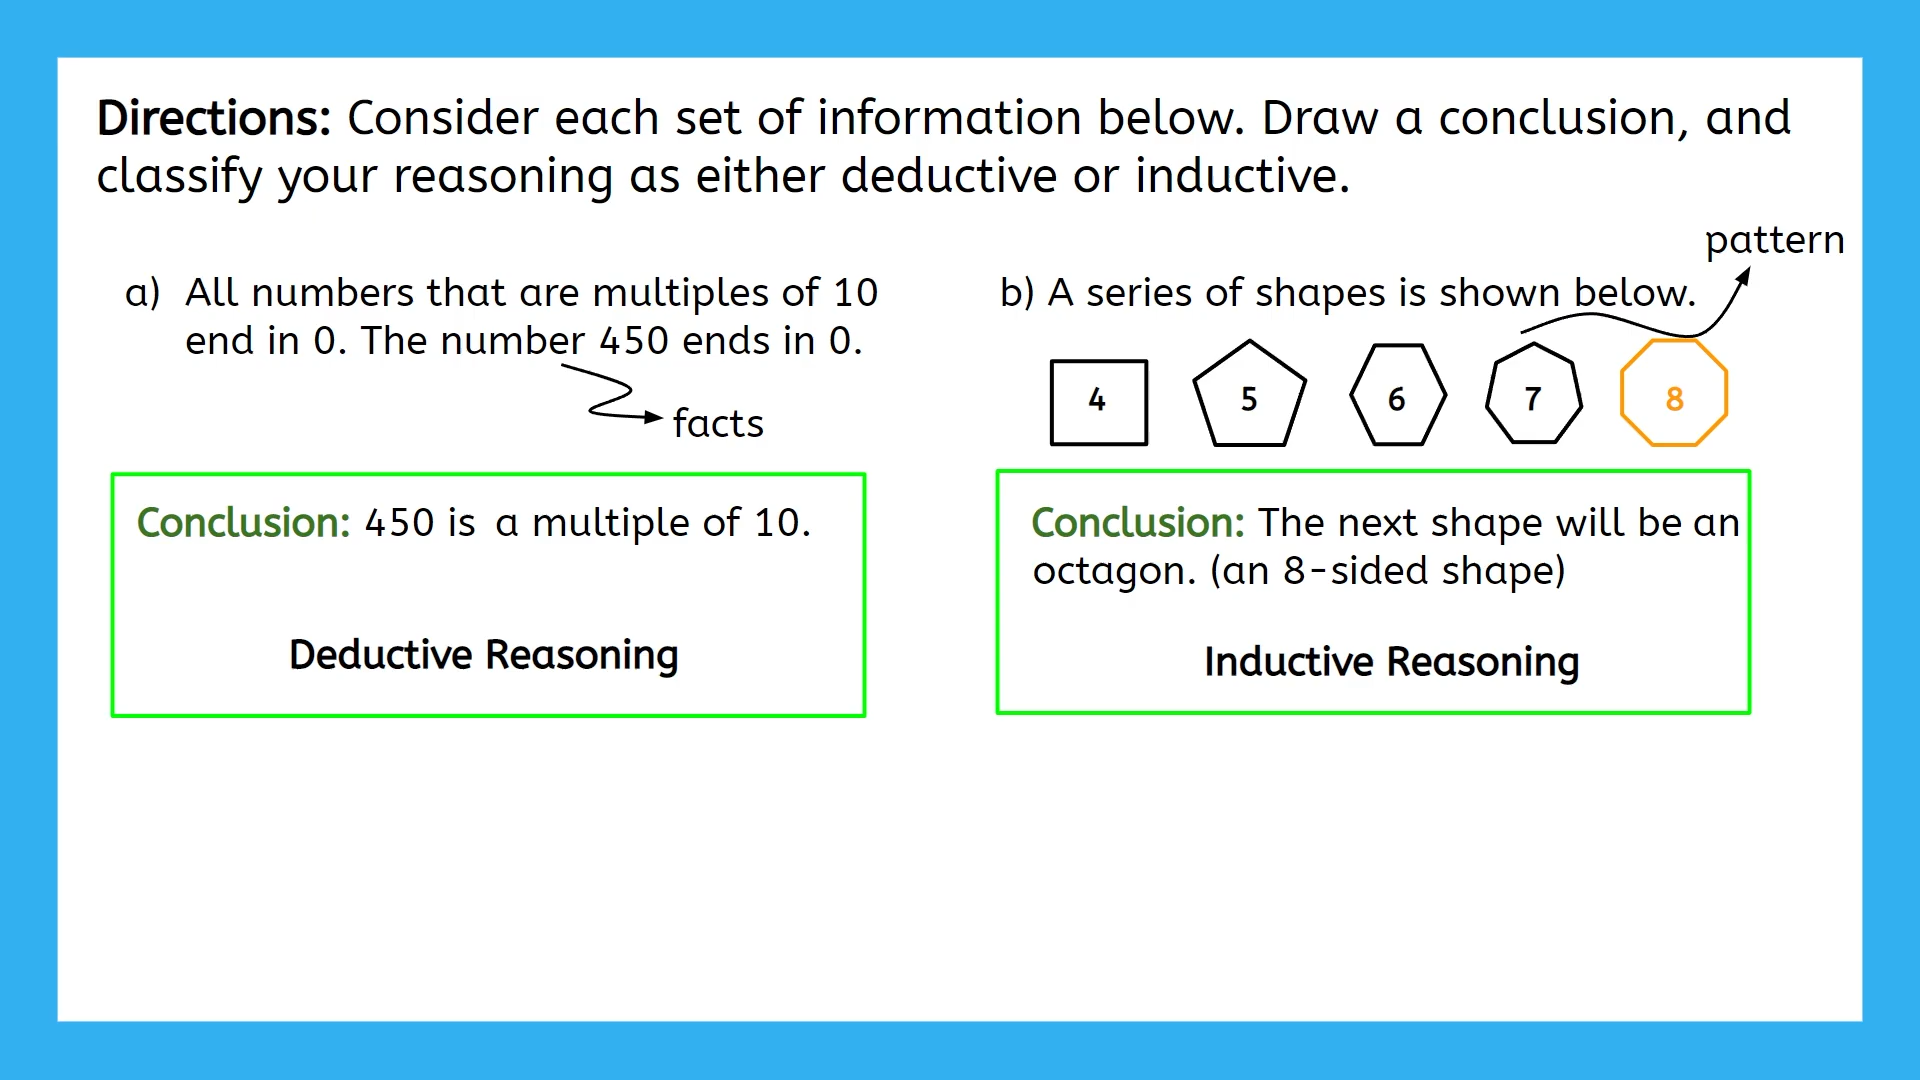 Directions: Consider each set of information below. Draw a conclusion, and
classify your reasoning as either deductive or inductive.
a) All numbers that are multiples of 10
end in 0. The number 450 ends in 0.
facts
Conclusion: 450 is a multiple of 10.
Deductive Reasoning
pattern
b) A series of shapes is shown below.
4 5 6 7 8
Conclusion: The next shape will be an
octagon. (an 8-sided shape)
Inductive Reasoning